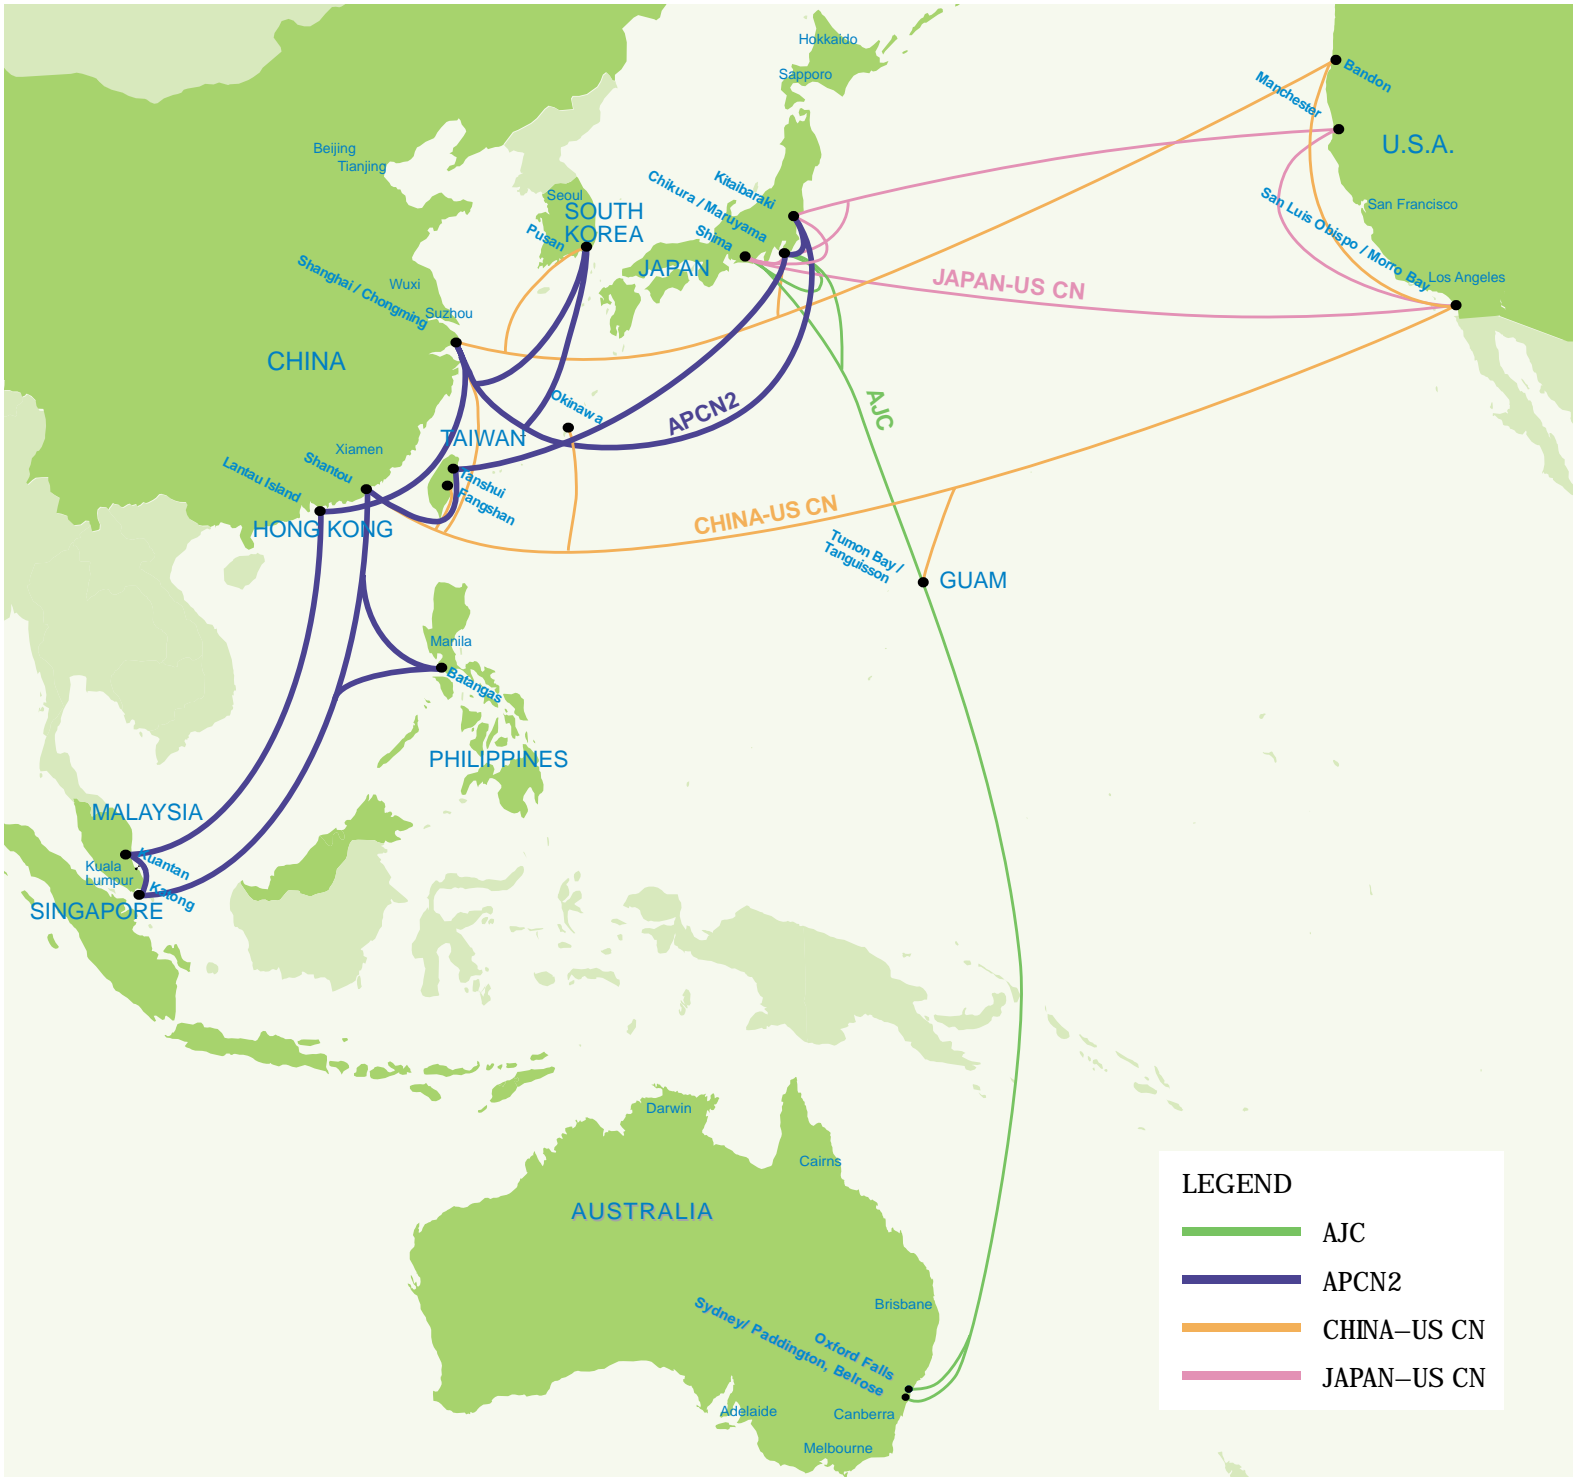 Hokkaido
Sapporo
Bandon
Manchester
U.S.A.
Beijing
Tianjing
Kitaibaraki
Chikura / Maruyama
Shima
Seoul
SOUTH
KOREA
Pusan
San Francisco
San Luis Obispo / Morro Bay
Los Angeles
JAPAN
JAPAN-US CN
Shanghai / Chongming
Wuxi
Suzhou
CHINA
Okinawa
APCN2
AJC
TAIWAN
Xiamen
Shantou
Lantau Island
Tanshui
Fangshan
HONG KONG
CHINA-US CN
Tumon Bay /
Tanguisson
GUAM
Manila
Batangas
PHILIPPINES
MALAYSIA
Kuantan
Kuala
Lumpur
Katong
SINGAPORE
Darwin
Cairns
AUSTRALIA
Brisbane
Oxford Falls
Sydney/ Paddington, Belrose
Adelaide
Canberra
Melbourne
LEGEND
AJC
APCN2
CHINA–US CN
JAPAN–US CN